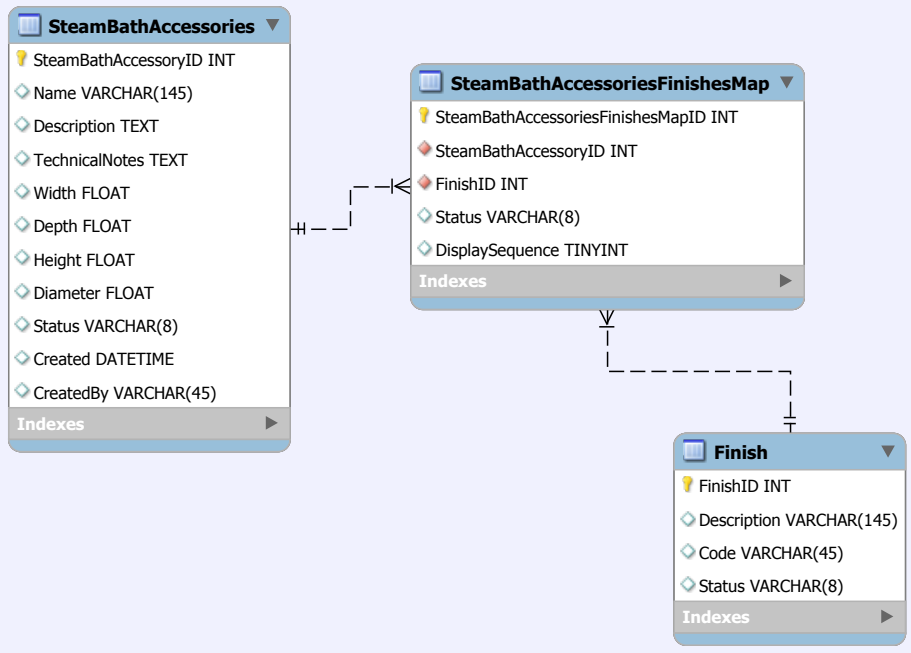 SteamBathAccessories
SteamBathAccessoryID INT
Name VARCHAR(145)
Description TEXT
TechnicalNotes TEXT
Width FLOAT
Depth FLOAT
Height FLOAT
Diameter FLOAT
Status VARCHAR(8)
Created DATETIME
CreatedBy VARCHAR(45)
Indexes
SteamBathAccessoriesFinishesMap
SteamBathAccessoriesFinishesMapID INT
SteamBathAccessoryID INT
FinishID INT
Status VARCHAR(8)
DisplaySequence TINYINT
Indexes
Finish
FinishID INT
Description VARCHAR(145)
Code VARCHAR(45)
Status VARCHAR(8)
Indexes